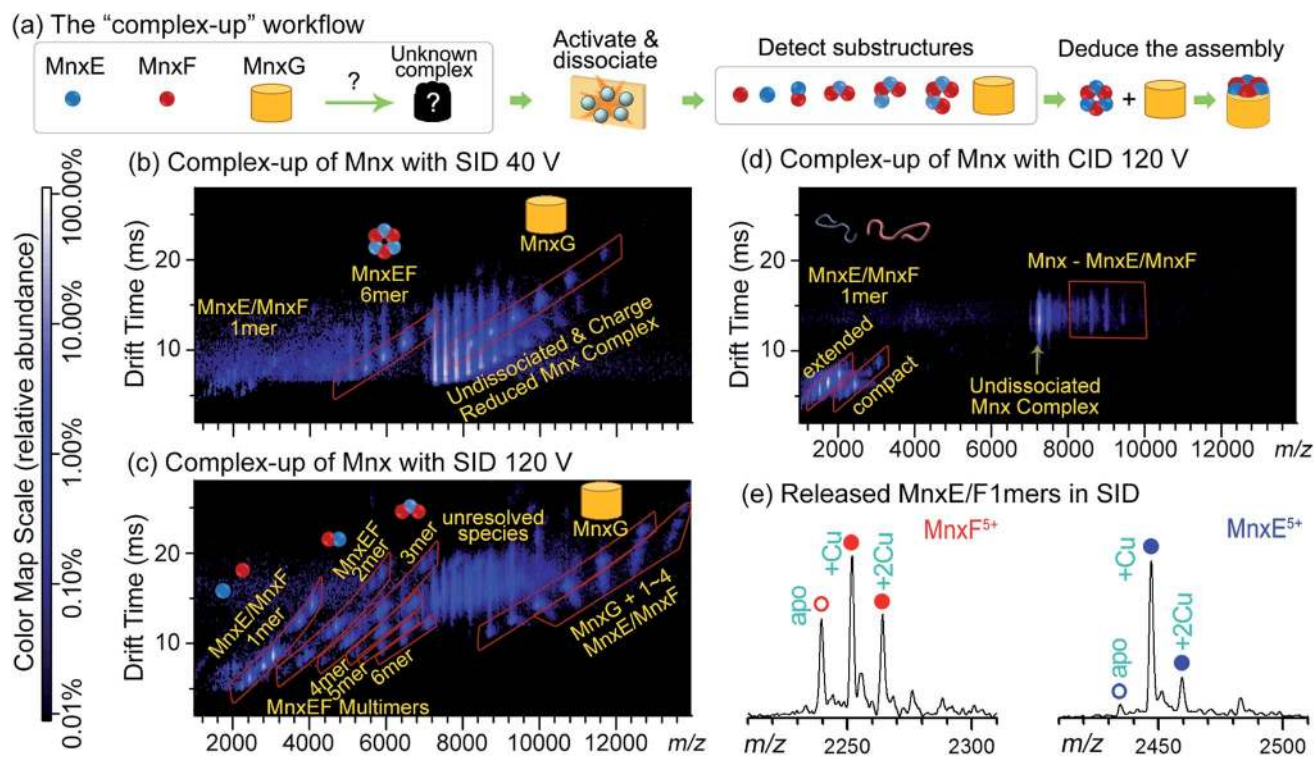 (a) The “complex-up” workflow
MnxE
MnxF
MnxG
?
Unknown
complex
?
Activate &
dissociate
Detect substructures
Deduce the assembly
+
Color Map Scale (relative abundance)
100.00%
10.00%
1.00%
0.10%
0.01%
(b) Complex-up of Mnx with SID 40 V
Drift Time (ms)
20
10
MnxE/MnxF
1mer
MnxEF
6mer
MnxG
Undissociated & Charge
Reduced Mnx Complex
2000 4000 6000 8000 10000 12000 m/z
(c) Complex-up of Mnx with SID 120 V
Drift Time (ms)
20
10
MnxE/MnxF
1mer
MnxEF
2mer
3mer
4mer
5mer
6mer
MnxEF Multimers
unresolved
species
MnxG
MnxG + 1~4
MnxE/MnxF
2000 4000 6000 8000 10000 12000 m/z
(d) Complex-up of Mnx with CID 120 V
Drift Time (ms)
20
10
MnxE/MnxF
1mer
extended
compact
Mnx - MnxE/MnxF
Undissociated
Mnx Complex
2000 4000 6000 8000 10000 12000 m/z
(e) Released MnxE/F1mers in SID
MnxF5+
apo
+Cu
+2Cu
m/z 2250 2300
MnxE5+
apo
+Cu
+2Cu
m/z 2450 2500